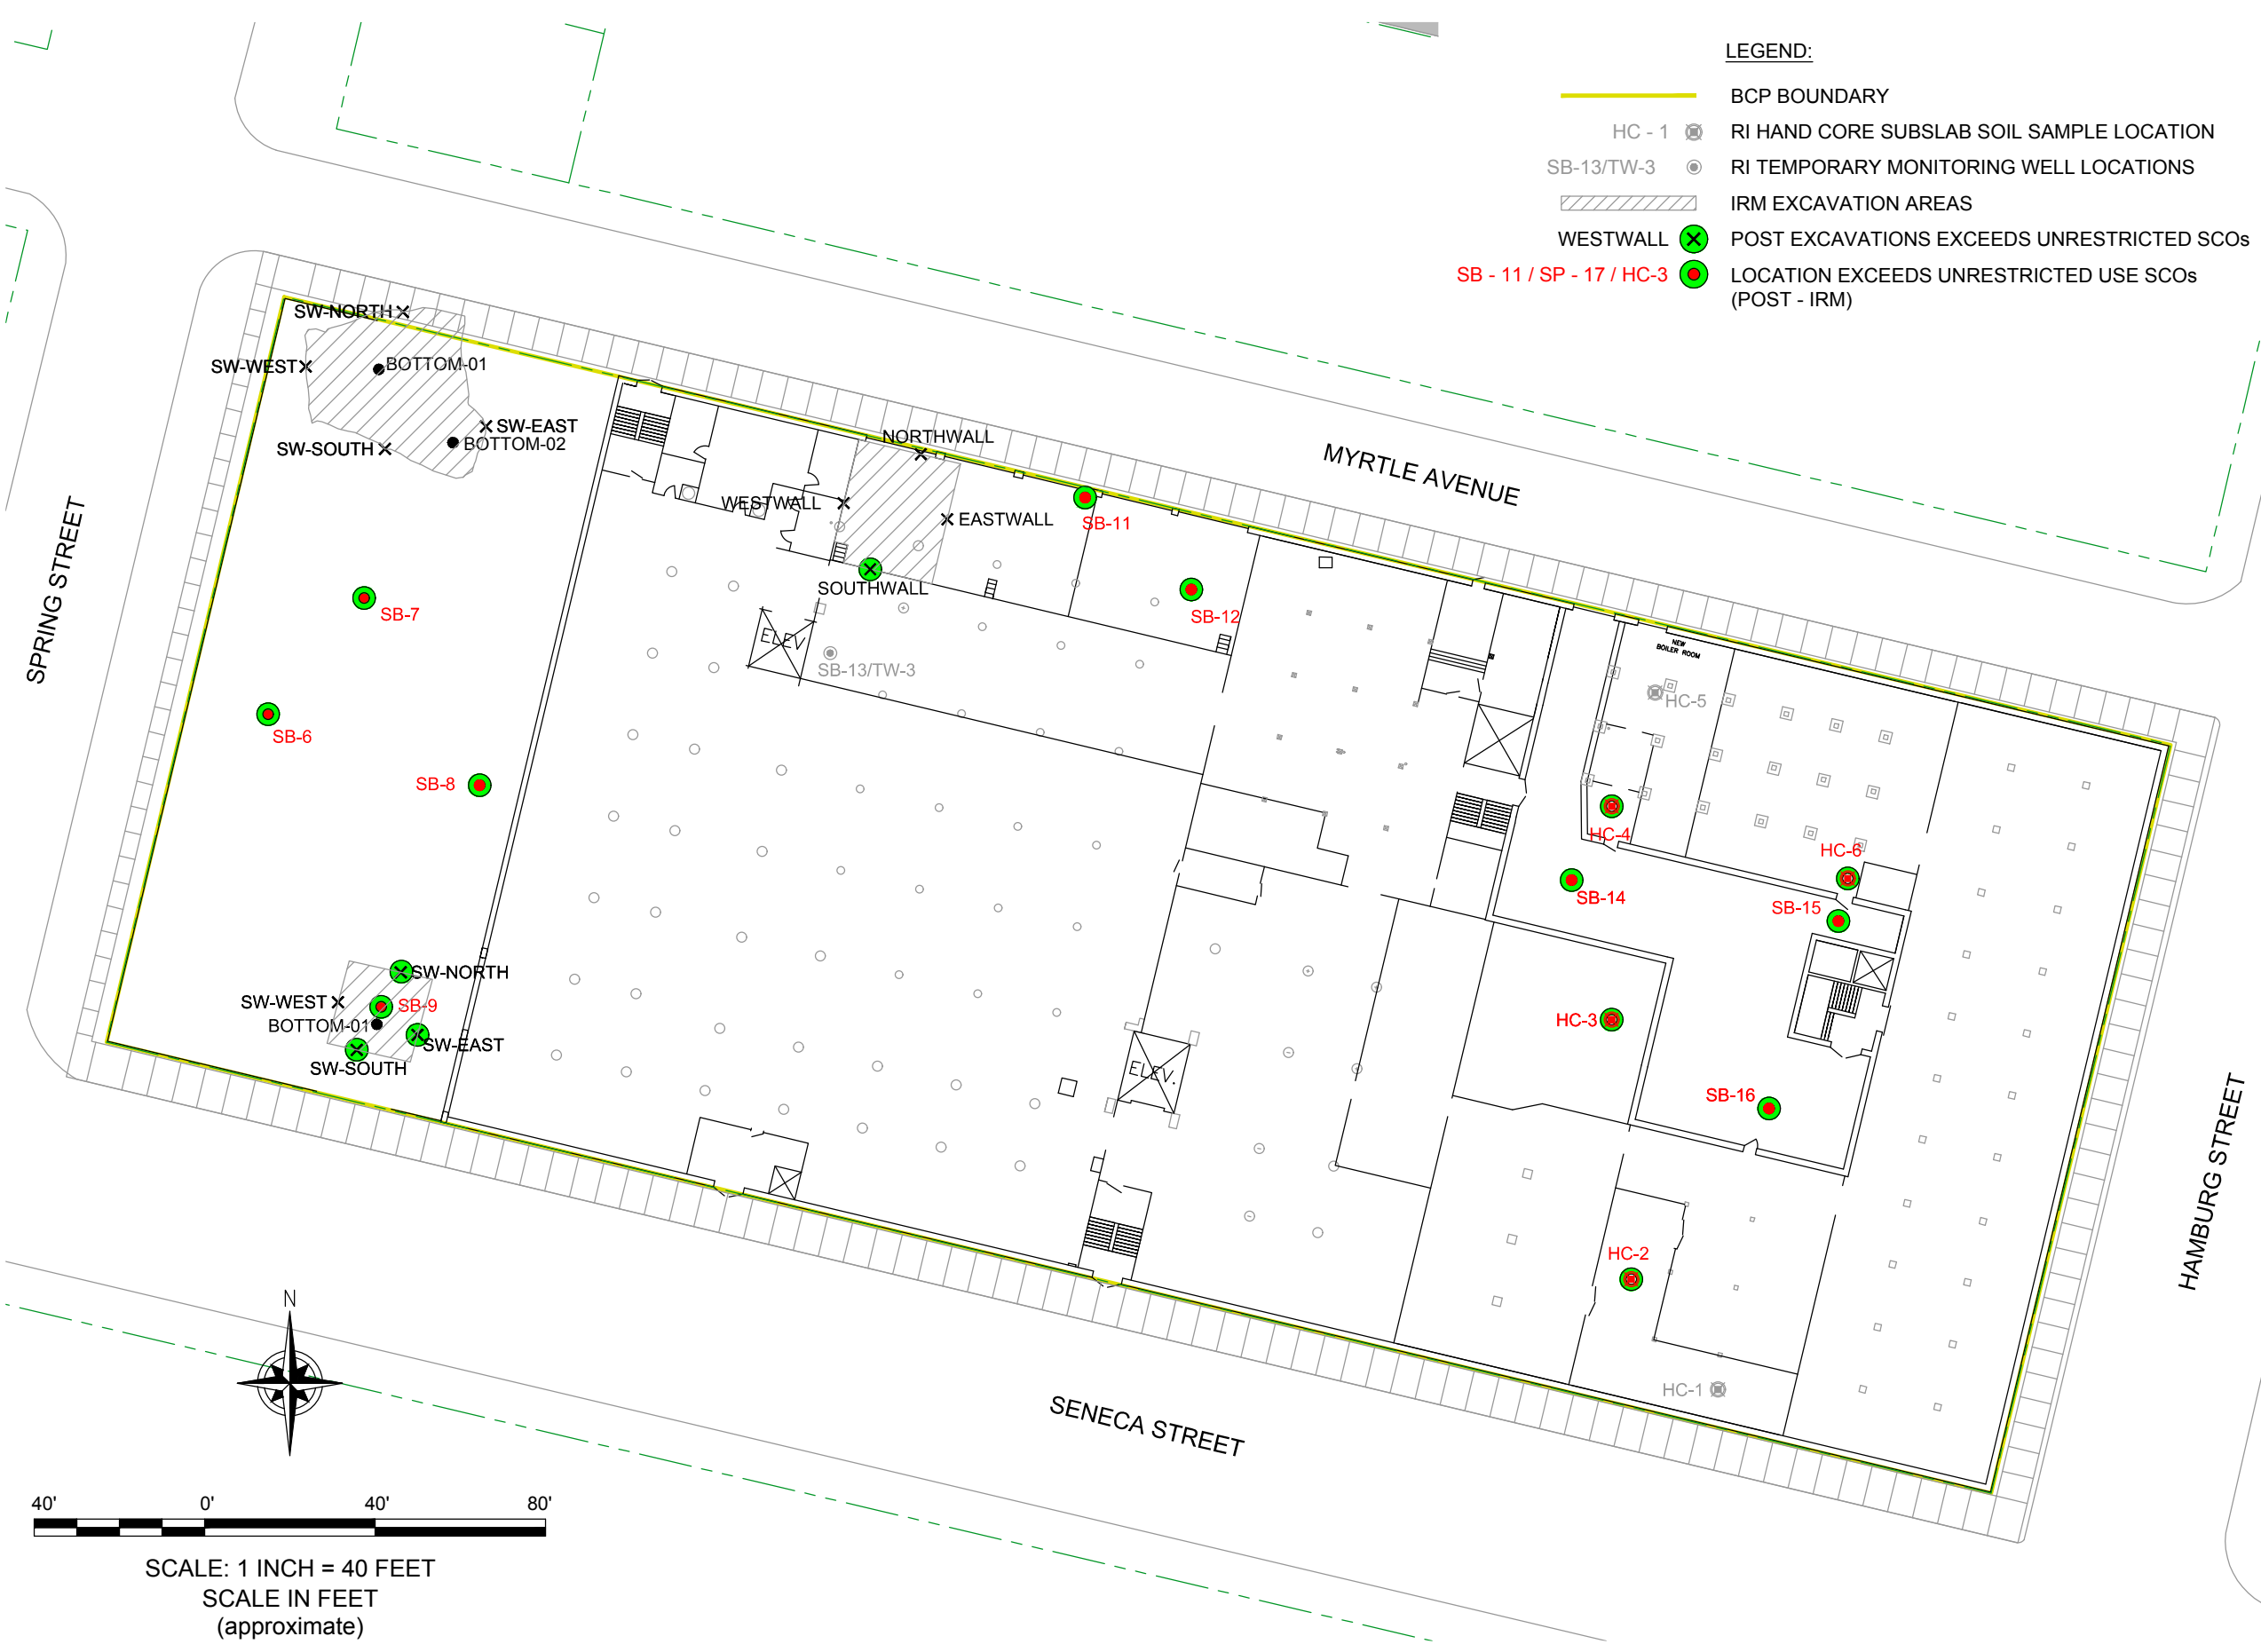 LEGEND:
BCP BOUNDARY
HC - 1 RI HAND CORE SUBSLAB SOIL SAMPLE LOCATION
SB-13/TW-3 RI TEMPORARY MONITORING WELL LOCATIONS
IRM EXCAVATION AREAS
WESTWALL POST EXCAVATIONS EXCEEDS UNRESTRICTED SCOs
SB - 11 / SP - 17 / HC-3 LOCATION EXCEEDS UNRESTRICTED USE SCOs
(POST - IRM)
SW-NORTH
SW-WEST
BOTTOM-01
SW-EAST
BOTTOM-02
SW-SOUTH
NORTHWALL
WESTWALL
EASTWALL
SOUTHWALL
MYRTLE AVENUE
SPRING STREET
SB-11
SB-12
SB-7
SB-6
SB-8
ELEV.
SB-13/TW-3
NEW
BOILER ROOM
HC-5
HC-4
HC-6
SB-14
SB-15
SW-NORTH
SW-WEST
SB-9
BOTTOM-01
SW-EAST
SW-SOUTH
HC-3
ELEV.
SB-16
HAMBURG STREET
HC-2
HC-1
SENECA STREET
N
40' 0' 40' 80'
SCALE: 1 INCH = 40 FEET
SCALE IN FEET
(approximate)